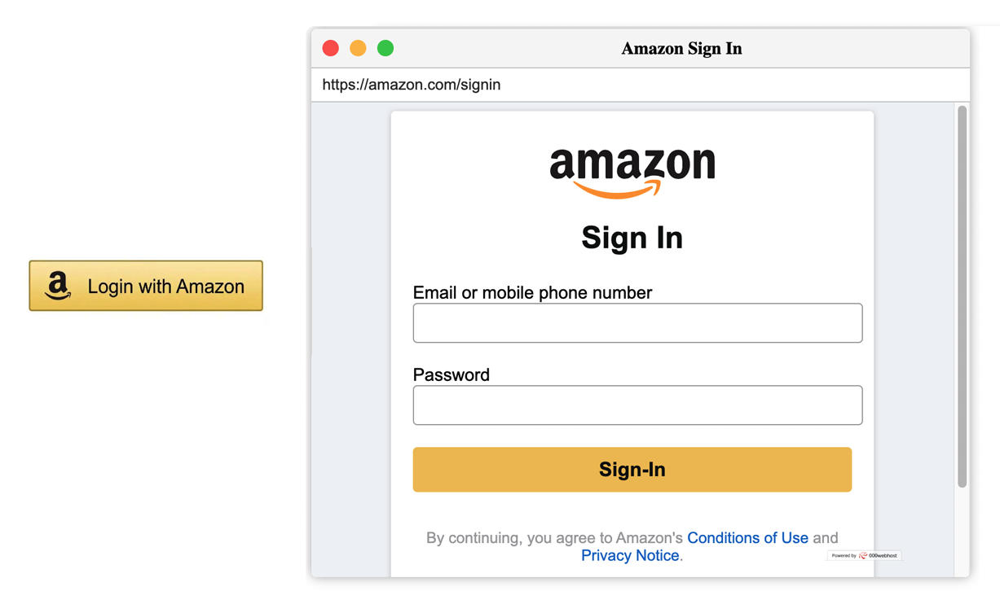 Login with Amazon
Amazon Sign In
https://amazon.com/signin
amazon
Sign In
Email or mobile phone number
Password
Sign-In
By continuing, you agree to Amazon's Conditions of Use and
Privacy Notice.
Powered by 000webhost